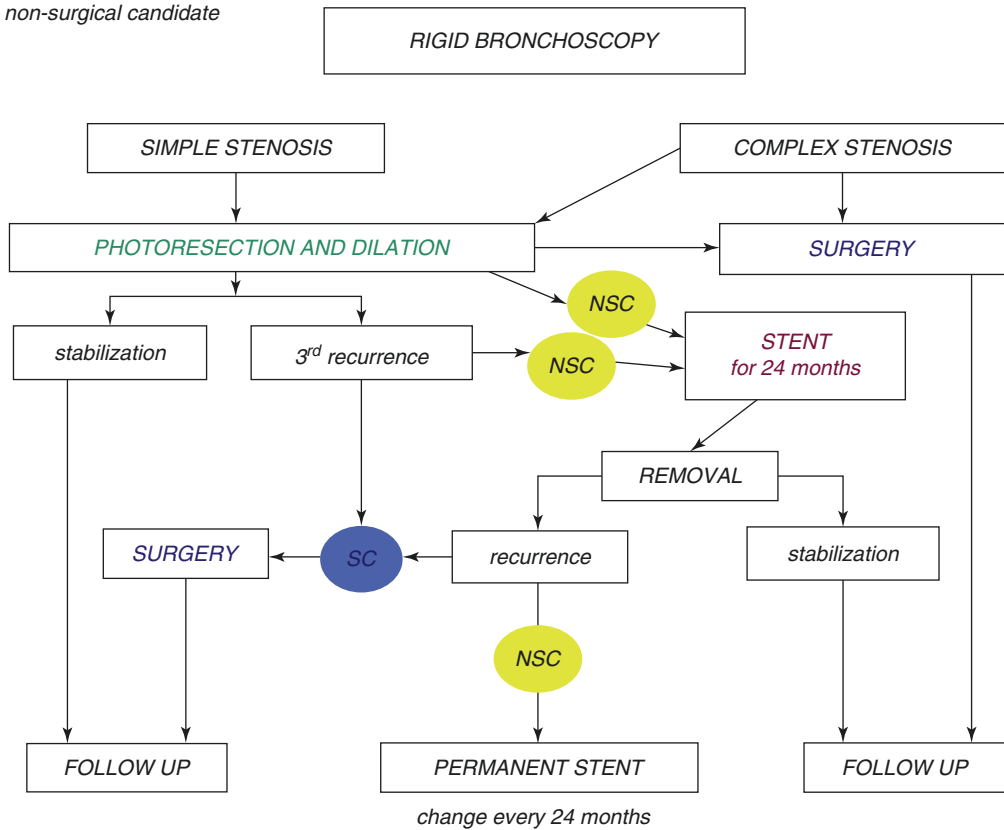 non-surgical candidate
RIGID BRONCHOSCOPY
SIMPLE STENOSIS
COMPLEX STENOSIS
PHOTORESECTION AND DILATION
SURGERY
NSC
stabilization
3rd recurrence
NSC
STENT
for 24 months
REMOVAL
SURGERY
SC
recurrence
stabilization
NSC
FOLLOW UP
PERMANENT STENT
FOLLOW UP
change every 24 months